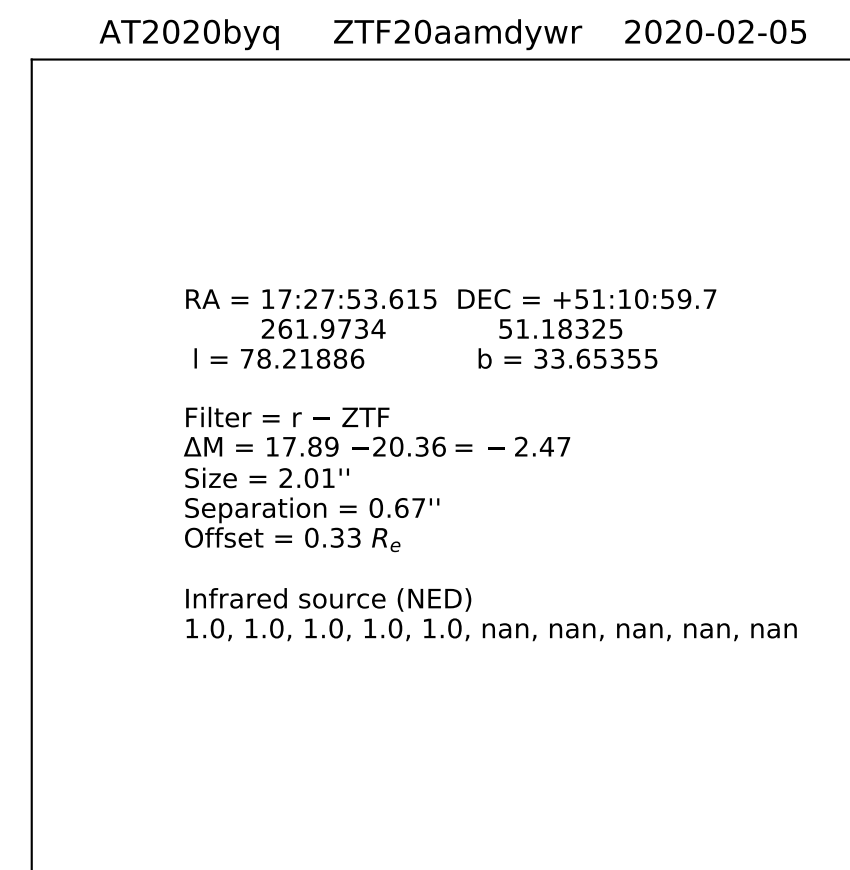 AT2020byq ZTF20aamdywr 2020-02-05
RA = 17:27:53.615 DEC = +51:10:59.7
261.9734 51.18325
l = 78.21886 b = 33.65355
Filter = r − ZTF
ΔM = 17.89 −20.36 = − 2.47
Size = 2.01''
Separation = 0.67''
Offset = 0.33 Re
Infrared source (NED)
1.0, 1.0, 1.0, 1.0, 1.0, nan, nan, nan, nan, nan